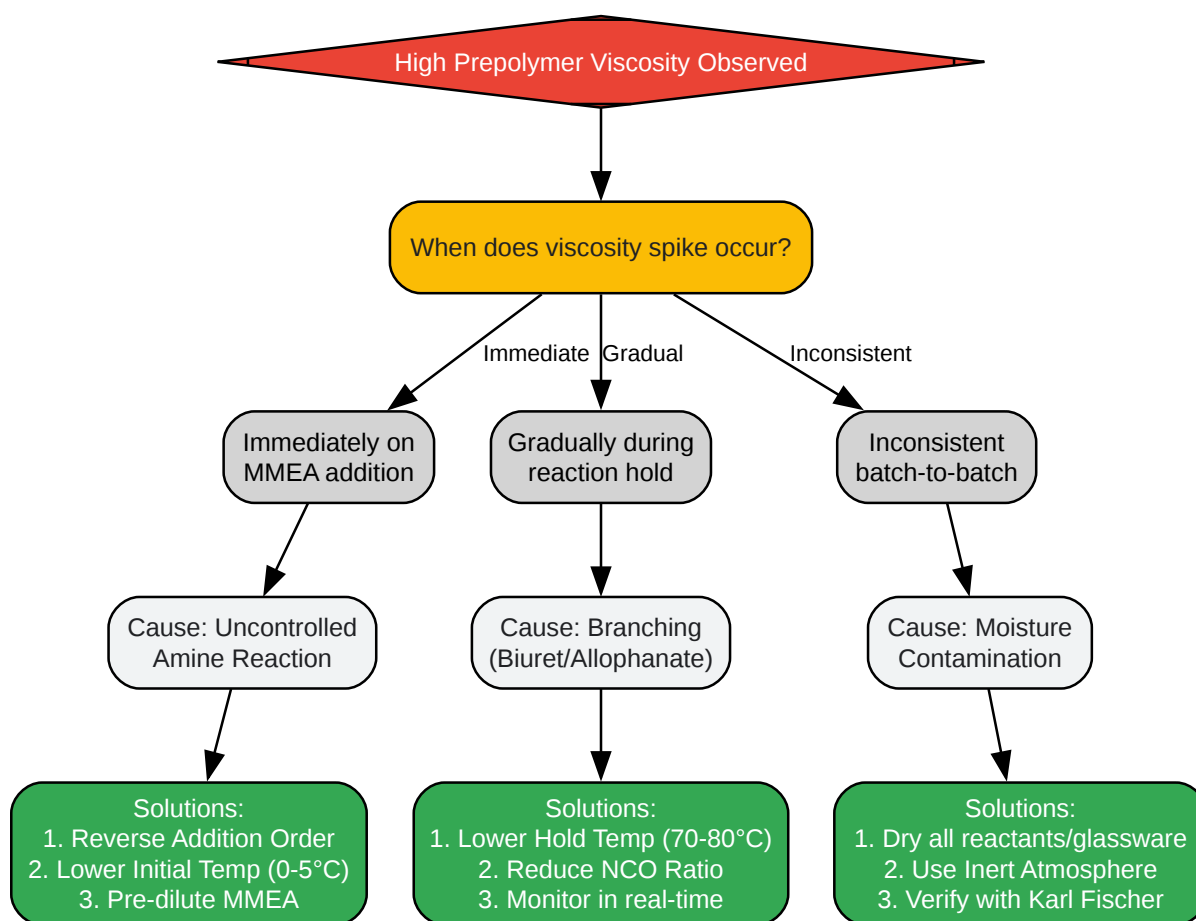 High Prepolymer Viscosity Observed
When does viscosity spike occur?
Immediate
Gradual
Inconsistent
Immediately on
MMEA addition
Gradually during
reaction hold
Inconsistent
batch-to-batch
Cause: Uncontrolled
Amine Reaction
Cause: Branching
(Biuret/Allophanate)
Cause: Moisture
Contamination
Solutions:
1. Reverse Addition Order
2. Lower Initial Temp (0-5°C)
3. Pre-dilute MMEA
Solutions:
1. Lower Hold Temp (70-80°C)
2. Reduce NCO Ratio
3. Monitor in real-time
Solutions:
1. Dry all reactants/glassware
2. Use Inert Atmosphere
3. Verify with Karl Fischer